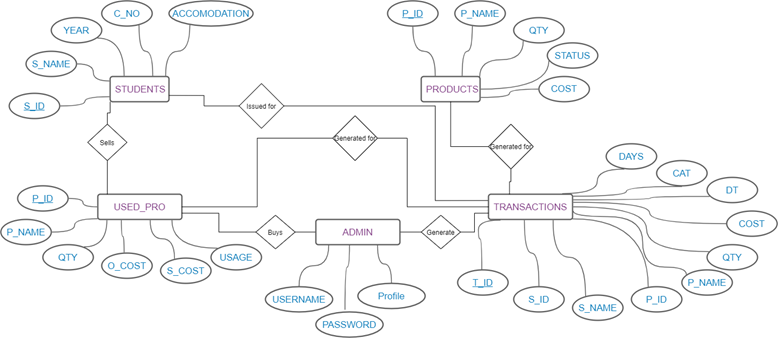 C_NO
ACCOMODATION
YEAR
S_NAME
S_ID
STUDENTS
P_ID
P_NAME
QTY
STATUS
COST
PRODUCTS
Issued for
Sells
Generated for
Generated for
DAYS
CAT
DT
COST
QTY
P_NAME
P_ID
S_NAME
S_ID
T_ID
TRANSACTIONS
P_ID
P_NAME
QTY
O_COST
S_COST
USAGE
USED_PRO
Buys
ADMIN
Generate
USERNAME
PASSWORD
Profile